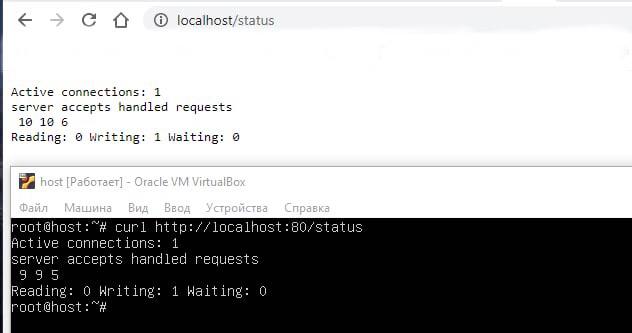 localhost/status
Active connections: 1
server accepts handled requests
 10 10 6
Reading: 0 Writing: 1 Waiting: 0
host [Работает] - Oracle VM VirtualBox
Файл Машина Вид Ввод Устройства Справка
root@host:~# curl http://localhost:80/status
Active connections: 1
server accepts handled requests
 9 9 5
Reading: 0 Writing: 1 Waiting: 0
root@host:~#